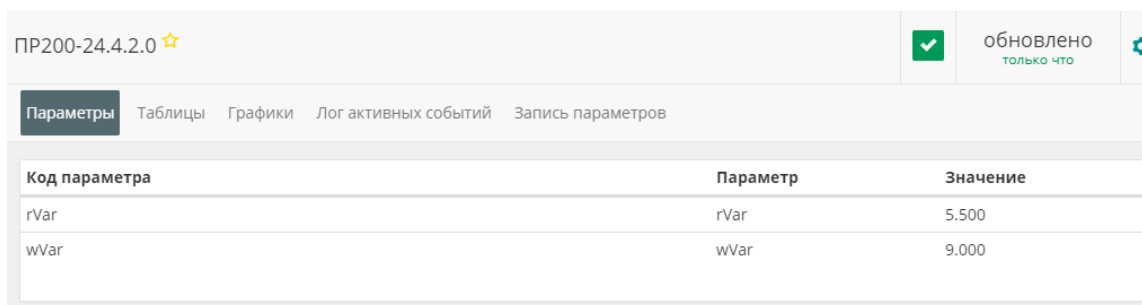 ПР200-24.4.2.0
обновлено
только что
Параметры Таблицы Графики Лог активных событий Запись параметров
Код параметра Параметр Значение
rVar rVar 5.500
wVar wVar 9.000